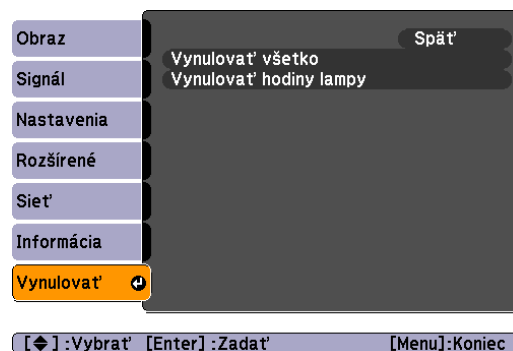 Obraz
Signál
Nastavenia
Rozšírené
Sieť
Informácia
Vynulovať
Späť
Vynulovať všetko
Vynulovať hodiny lampy
[◆] :Vybrať [Enter] :Zadať [Menu]:Koniec